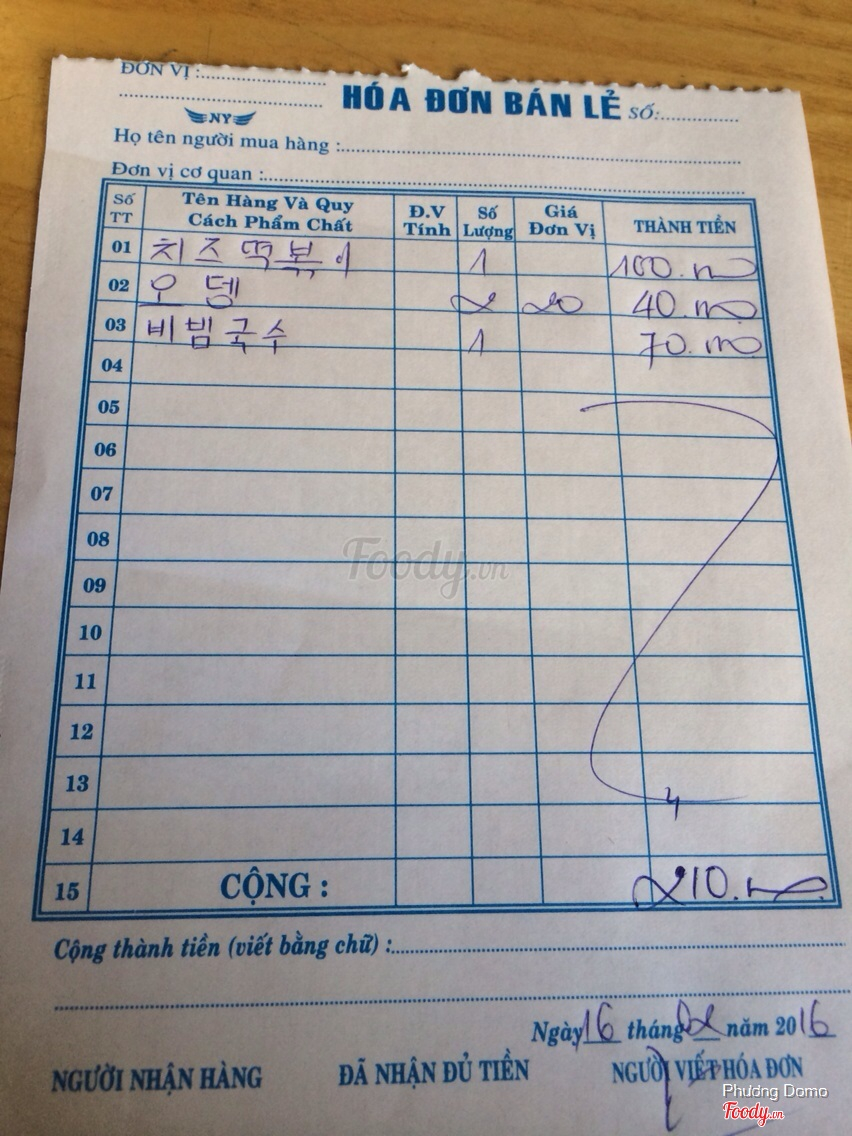 ĐƠN VỊ :
HÓA ĐƠN BÁN LẺ SỐ:
NY
Họ tên người mua hàng :
Đơn vị cơ quan :
Số TT Tên Hàng Và Quy Cách Phẩm Chất Đ.V Tính Số Lượng Giá Đơn Vị THÀNH TIỀN
01 치즈떡볶이 1 100.
02 오뎅 2 20 40.
03 비빔국수 1 70.
04
05
06
07
Foody.vn
08
09
10
11
12
13
14
15 CỘNG : 210.
Cộng thành tiền (viết bằng chữ) :
Ngày 16 tháng 02 năm 2016
NGƯỜI NHẬN HÀNG ĐÃ NHẬN ĐỦ TIỀN NGƯỜI VIẾT HÓA ĐƠN
Phương Domo
Foody.vn